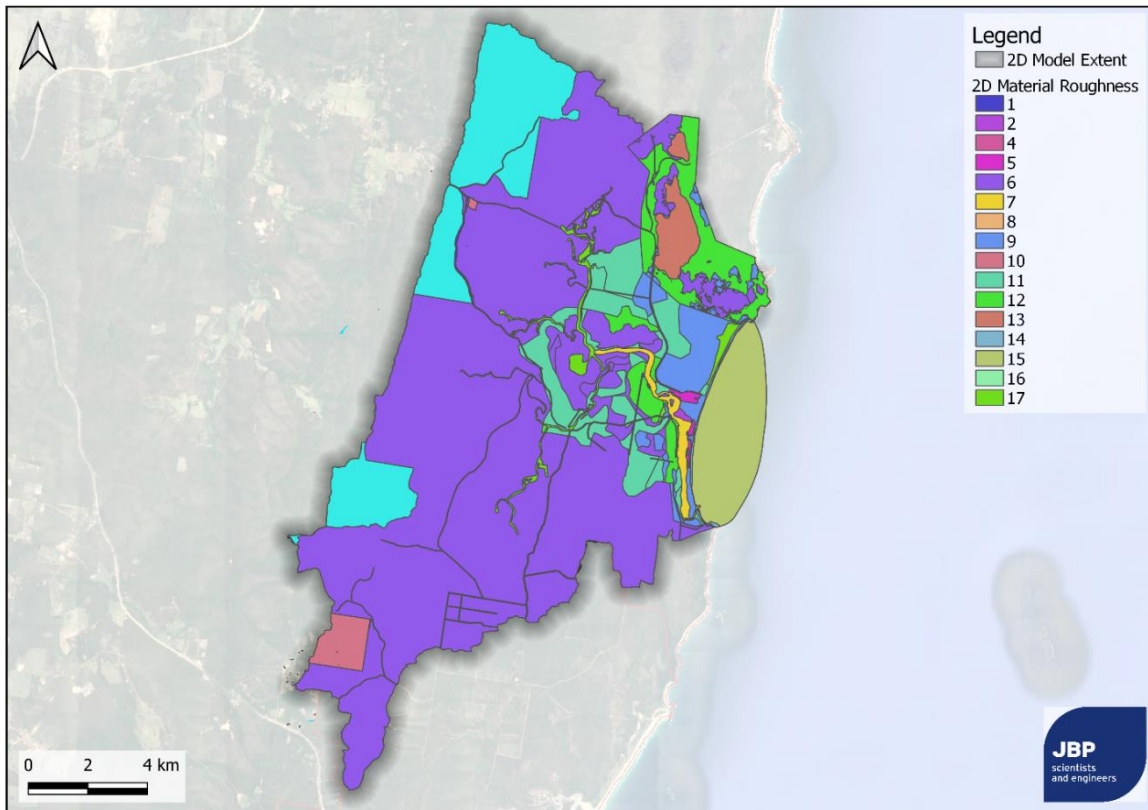 Legend
2D Model Extent
2D Material Roughness
1
2
4
5
6
7
8
9
10
11
12
13
14
15
16
17
0 2 4 km
JBP
scientists
and engineers